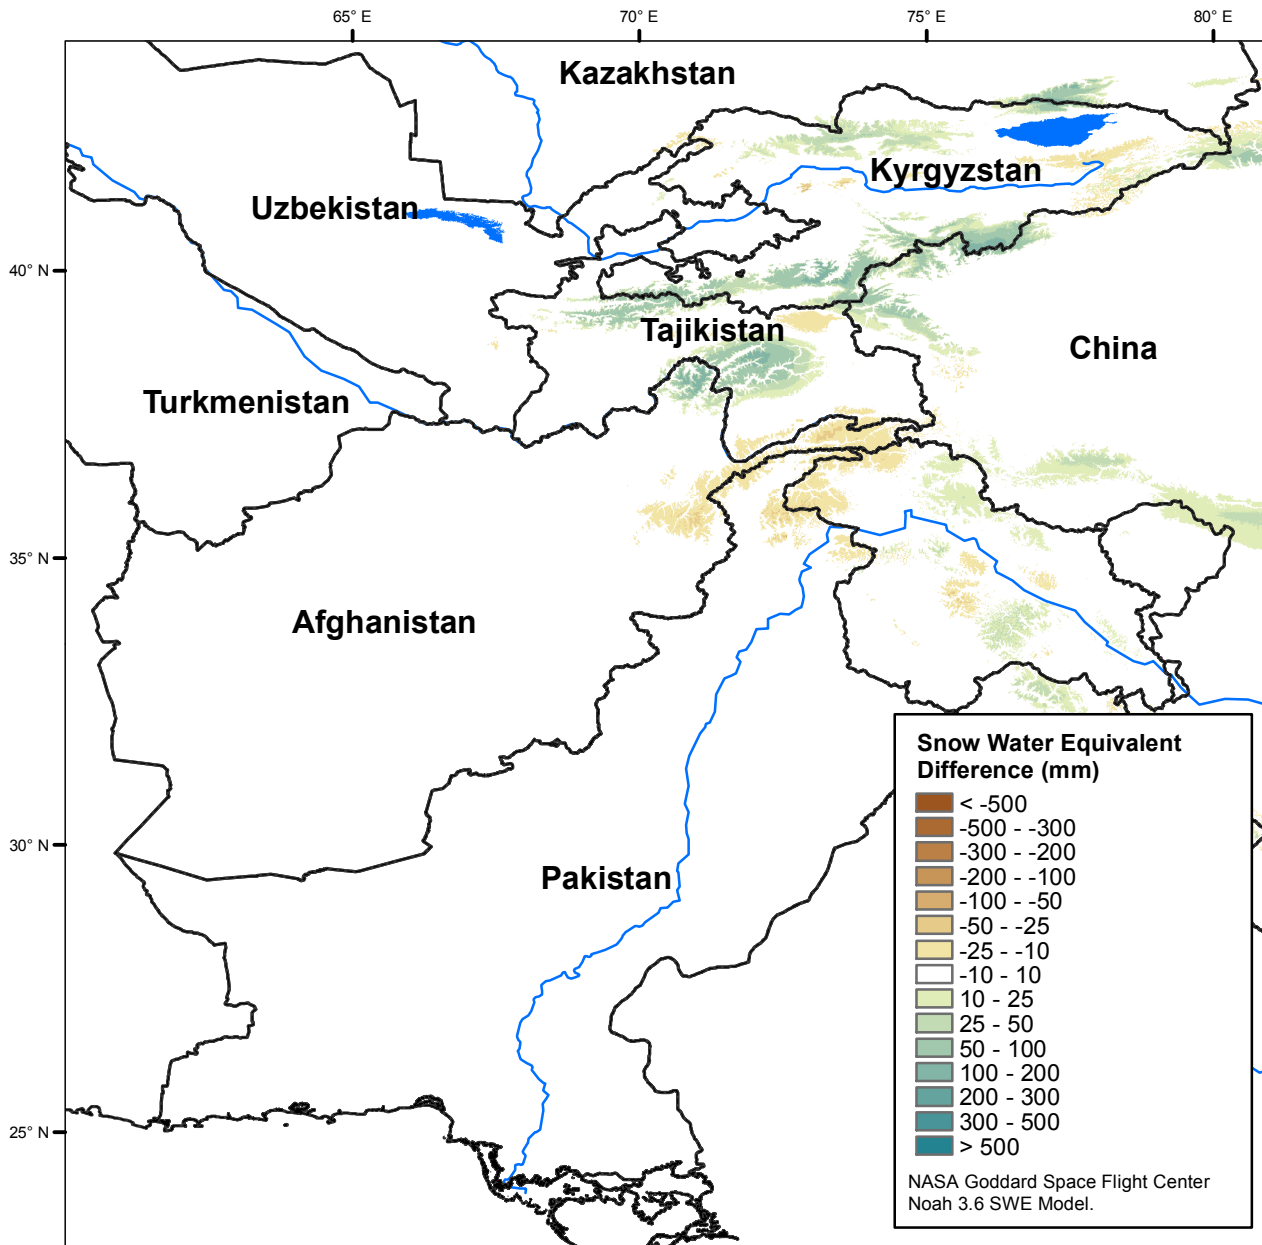 65° E
70° E
75° E
80° E
Kazakhstan
Kyrgyzstan
Uzbekistan
40° N
Tajikistan
China
Turkmenistan
35° N
Afghanistan
30° N
Pakistan
25° N
Snow Water Equivalent
Difference (mm)
< -500
-500 - -300
-300 - -200
-200 - -100
-100 - -50
-50 - -25
-25 - -10
-10 - 10
10 - 25
25 - 50
50 - 100
100 - 200
200 - 300
300 - 500
> 500
NASA Goddard Space Flight Center
Noah 3.6 SWE Model.